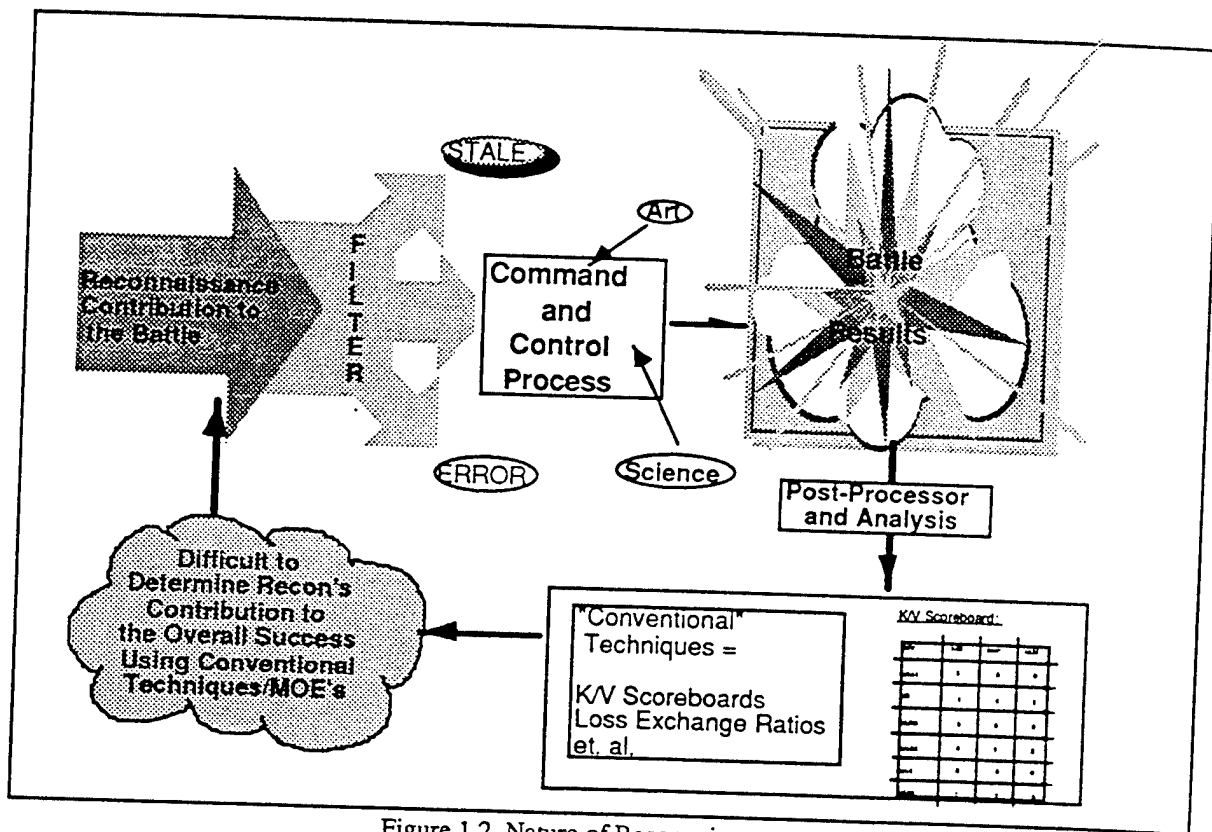 STALE
Art
Reconnaissance
Contribution to
the Battle
FILTER
Command
and
Control
Process
Battle
Results
ERROR
Science
Post-Processor
and Analysis
Difficult to
Determine Recon's
Contribution to
the Overall Success
Using Conventional
Techniques/MOE's
"Conventional"
Techniques =
K/V Scoreboards
Loss Exchange Ratios
et. al.
K/V Scoreboard:
Figure 1.2 Nature of